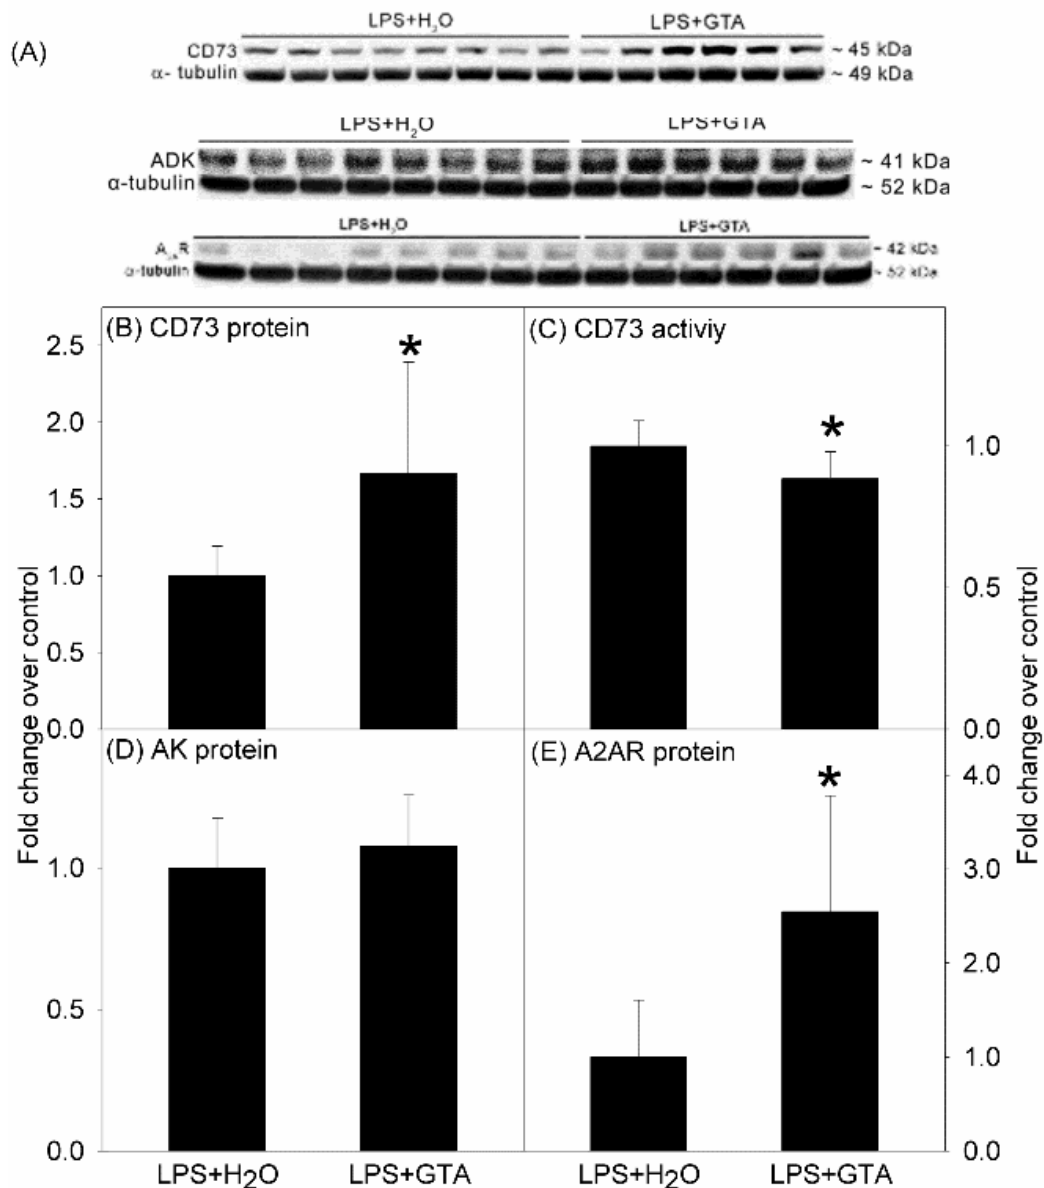 (A)
LPS+H2O LPS+GTA
CD73 ~ 45 kDa
α- tubulin ~ 49 kDa
LPS+H2O LPS+GTA
ADK ~ 41 kDa
α-tubulin ~ 52 kDa
LPS+H2O LPS+GTA
A2AR ~ 42 kDa
α-tubulin ~ 52 kDa
(B) CD73 protein * (C) CD73 activiy *
2.5
2.0
1.5
1.0
0.5
0.0
1.0
0.5
0.0
Fold change over control
Fold change over control
(D) AK protein (E) A2AR protein *
1.0
0.5
0.0
4.0
3.0
2.0
1.0
0.0
LPS+H2O LPS+GTA LPS+H2O LPS+GTA